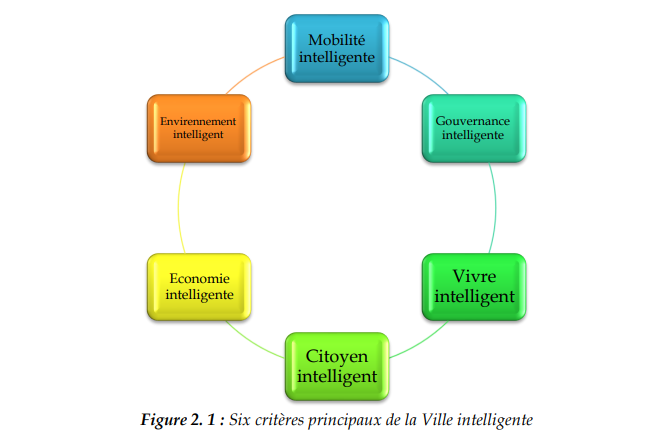 Mobilité
intelligente
Gouvernance
intelligente
Vivre
intelligent
Citoyen
intelligent
Economie
intelligente
Envirennement
intelligent
Figure 2. 1 : Six critères principaux de la Ville intelligente